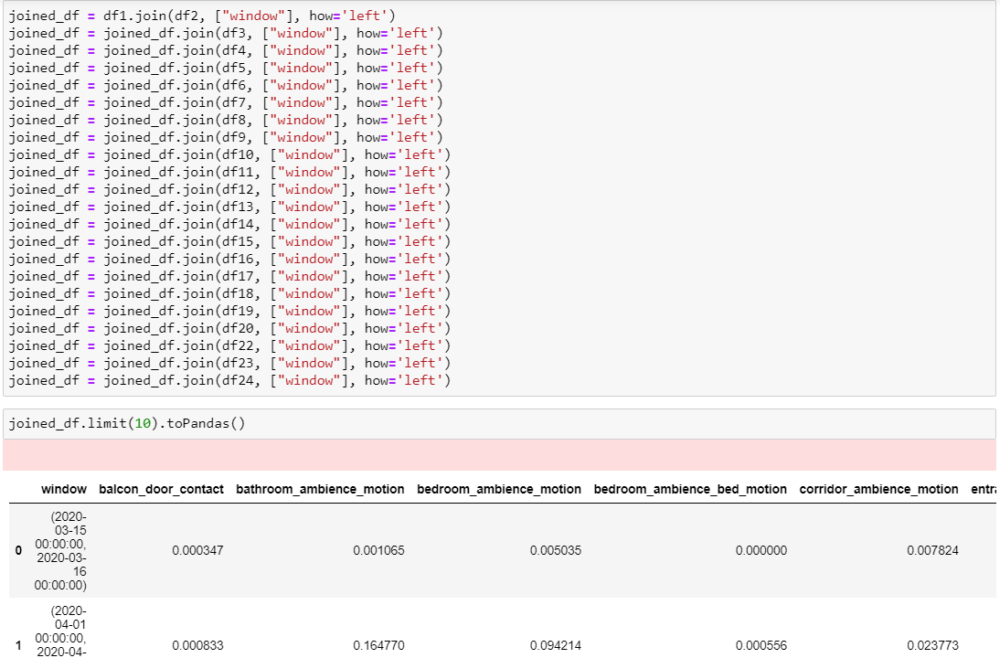 joined_df = df1.join(df2, ["window"], how='left')
joined_df = joined_df.join(df3, ["window"], how='left')
joined_df = joined_df.join(df4, ["window"], how='left')
joined_df = joined_df.join(df5, ["window"], how='left')
joined_df = joined_df.join(df6, ["window"], how='left')
joined_df = joined_df.join(df7, ["window"], how='left')
joined_df = joined_df.join(df8, ["window"], how='left')
joined_df = joined_df.join(df9, ["window"], how='left')
joined_df = joined_df.join(df10, ["window"], how='left')
joined_df = joined_df.join(df11, ["window"], how='left')
joined_df = joined_df.join(df12, ["window"], how='left')
joined_df = joined_df.join(df13, ["window"], how='left')
joined_df = joined_df.join(df14, ["window"], how='left')
joined_df = joined_df.join(df15, ["window"], how='left')
joined_df = joined_df.join(df16, ["window"], how='left')
joined_df = joined_df.join(df17, ["window"], how='left')
joined_df = joined_df.join(df18, ["window"], how='left')
joined_df = joined_df.join(df19, ["window"], how='left')
joined_df = joined_df.join(df20, ["window"], how='left')
joined_df = joined_df.join(df22, ["window"], how='left')
joined_df = joined_df.join(df23, ["window"], how='left')
joined_df = joined_df.join(df24, ["window"], how='left')
joined_df.limit(10).toPandas()
window balcon_door_contact bathroom_ambience_motion bedroom_ambience_motion bedroom_ambience_bed_motion corridor_ambience_motion
(2020-
03-15
00:00:00,
0 2020-03- 0.000347 0.001065 0.005035 0.000000 0.007824
16
00:00:00)
(2020-
04-01
00:00:00,
1 2020-04- 0.000833 0.164770 0.094214 0.000556 0.023773